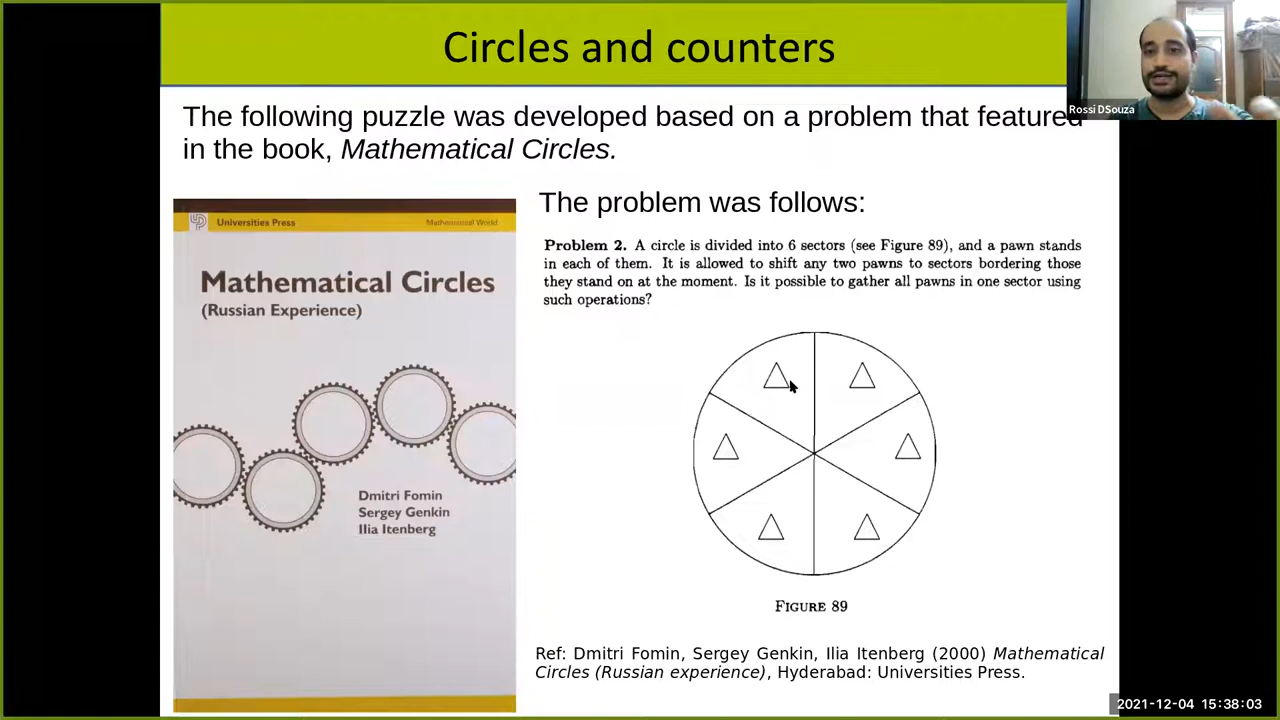 Circles and counters
Rossi DSouza
The following puzzle was developed based on a problem that featured
in the book, Mathematical Circles.
Universities Press
Mathematical World
Mathematical Circles
(Russian Experience)
Dmitri Fomin
Sergey Genkin
Ilia Itenberg
The problem was follows:
Problem 2. A circle is divided into 6 sectors (see Figure 89), and a pawn stands
in each of them. It is allowed to shift any two pawns to sectors bordering those
they stand on at the moment. Is it possible to gather all pawns in one sector using
such operations?
FIGURE 89
Ref: Dmitri Fomin, Sergey Genkin, Ilia Itenberg (2000) Mathematical
Circles (Russian experience), Hyderabad: Universities Press.
2021-12-04 15:38:03